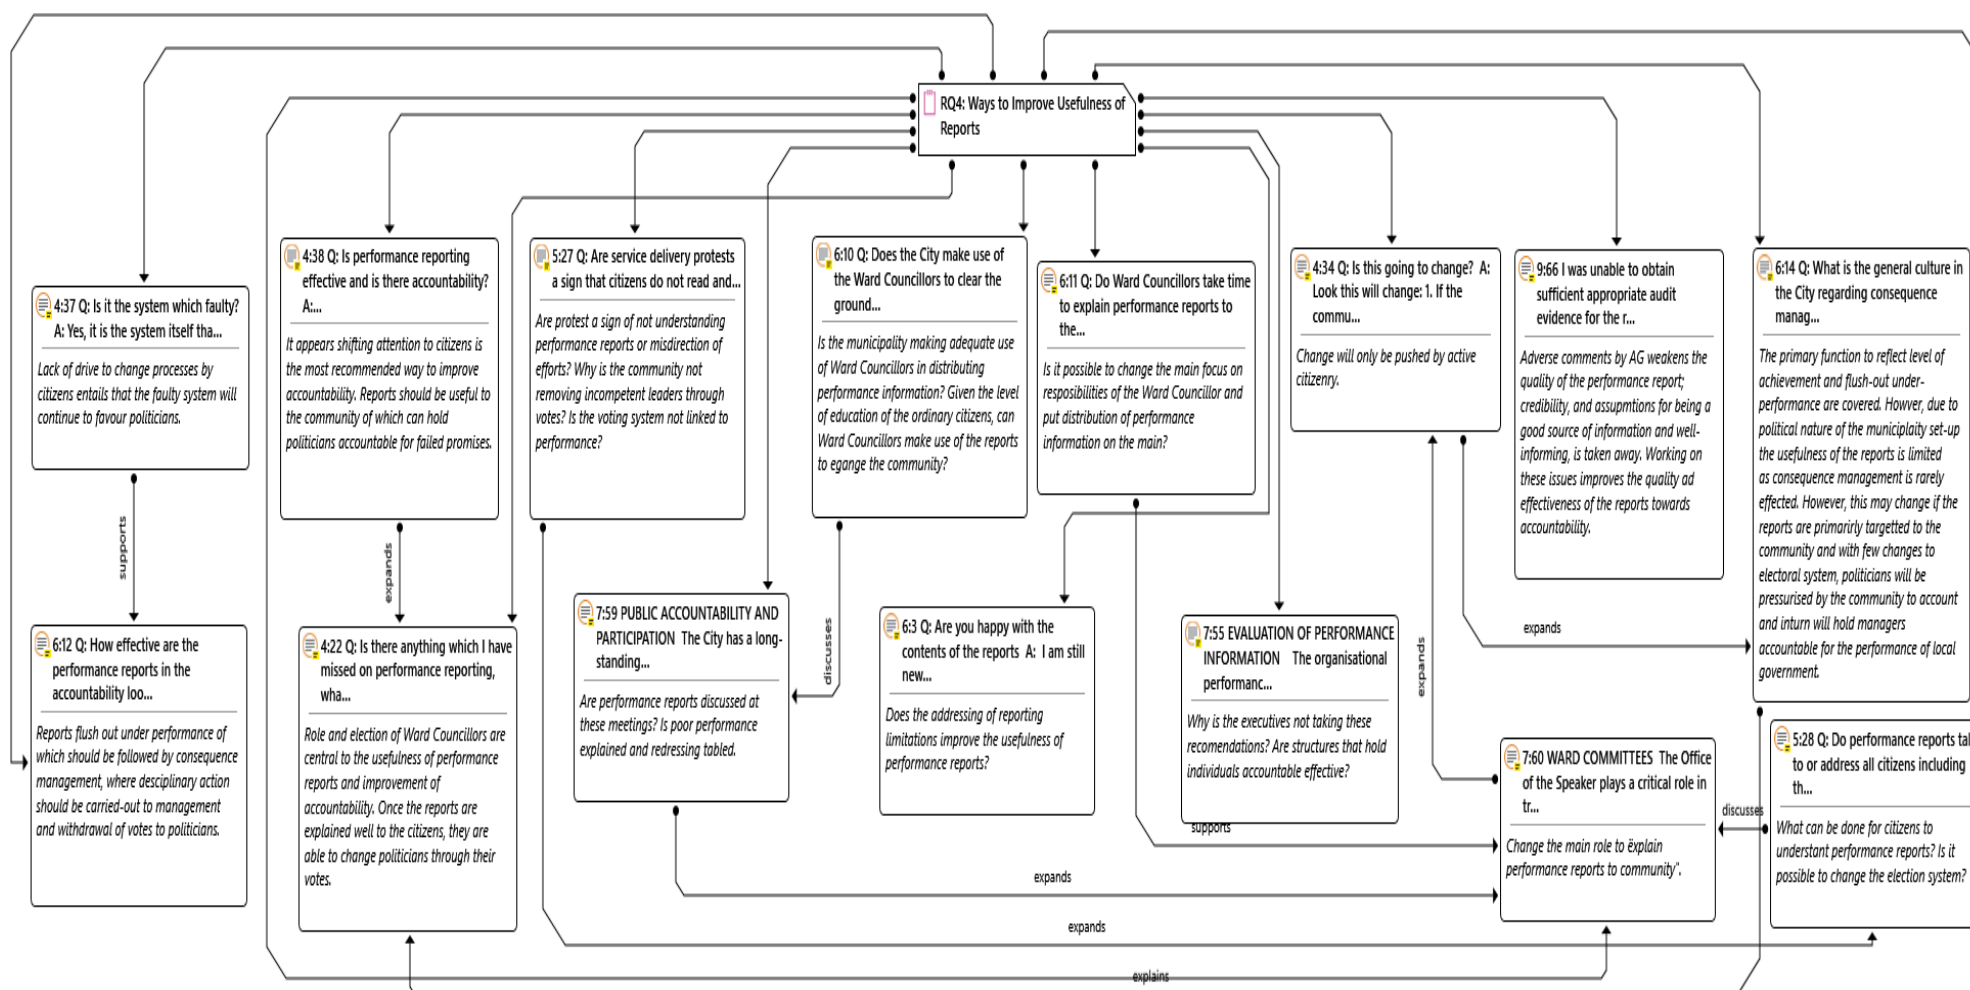 RQ4: Ways to Improve Usefulness of
Reports
4:37 Q: Is it the system which faulty?
A: Yes, it is the system itself tha...
Lack of drive to change processes by
citizens entails that the faulty system will
continue to favour politicians.
4:38 Q: Is performance reporting
effective and is there accountability?
A:...
It appears shifting attention to citizens is
the most recommended way to improve
accountability. Reports should be useful to
the community of which can hold
politicians accountable for failed promises.
5:27 Q: Are service delivery protests
a sign that citizens do not read and...
Are protest a sign of not understanding
performance reports or misdirection of
efforts? Why is the community not
removing incompetent leaders through
votes? Is the voting system not linked to
performance?
6:10 Q: Does the City make use of
the Ward Councillors to clear the
ground...
Is the municipality making adequate use
of Ward Councillors in distributing
performance information? Given the level
of education of the ordinary citizens, can
Ward Councillors make use of the reports
to egange the community?
6:11 Q: Do Ward Councillors take time
to explain performance reports to
the...
Is it possible to change the main focus on
resposibilities of the Ward Councillor and
put distribution of performance
information on the main?
4:34 Q: Is this going to change? A:
Look this will change: 1. If the
commu...
Change will only be pushed by active
citizenry.
9:66 I was unable to obtain
sufficient appropriate audit
evidence for the r...
Adverse comments by AG weakens the
quality of the performance report;
credibility, and assupmtions for being a
good source of information and well-
informing, is taken away. Working on
these issues improves the quality ad
effectiveness of the reports towards
accountability.
6:14 Q: What is the general culture in
the City regarding consequence
manag...
The primary function to reflect level of
achievement and flush-out under-
performance are covered. Howver, due to
political nature of the municiplaity set-up
the usefulness of the reports is limited
as consequence management is rarely
effected. However, this may change if the
reports are primarirly targetted to the
community and with few changes to
electoral system, politicians will be
pressurised by the community to account
and inturn will hold managers
accountable for the performance of local
government.
supports
expands
discusses
expands
expands
6:12 Q: How effective are the
performance reports in the
accountability loo...
Reports flush out under performance of
which should be followed by consequence
management, where desciplinary action
should be carried-out to management
and withdrawal of votes to politicians.
4:22 Q: Is there anything which I have
missed on performance reporting,
wha...
Role and election of Ward Councillors are
central to the usefulness of performance
reports and improvement of
accountability. Once the reports are
explained well to the citizens, they are
able to change politicians through their
votes.
7:59 PUBLIC ACCOUNTABILITY AND
PARTICIPATION The City has a long-
standing...
Are performance reports discussed at
these meetings? Is poor performance
explained and redressing tabled.
6:3 Q: Are you happy with the
contents of the reports A: I am still
new...
Does the addressing of reporting
limitations improve the usefulness of
performance reports?
7:55 EVALUATION OF PERFORMANCE
INFORMATION The organisational
performanc...
Why is the executives not taking these
recomendations? Are structures that hold
individuals accountable effective?
supports
7:60 WARD COMMITTEES The Office
of the Speaker plays a critical role in
tr...
Change the main role to ëxplain
performance reports to community".
discusses
5:28 Q: Do performance reports tal
to or address all citizens including
th...
What can be done for citizens to
understant performance reports? Is it
possible to change the election system?
expands
expands
explains